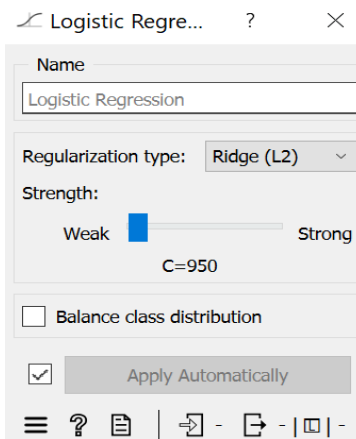 Logistic Regre... ? ×
Name
Logistic Regression
Regularization type: Ridge (L2)
Strength:
Weak Strong
C=950
Balance class distribution
Apply Automatically
? - - | L | -